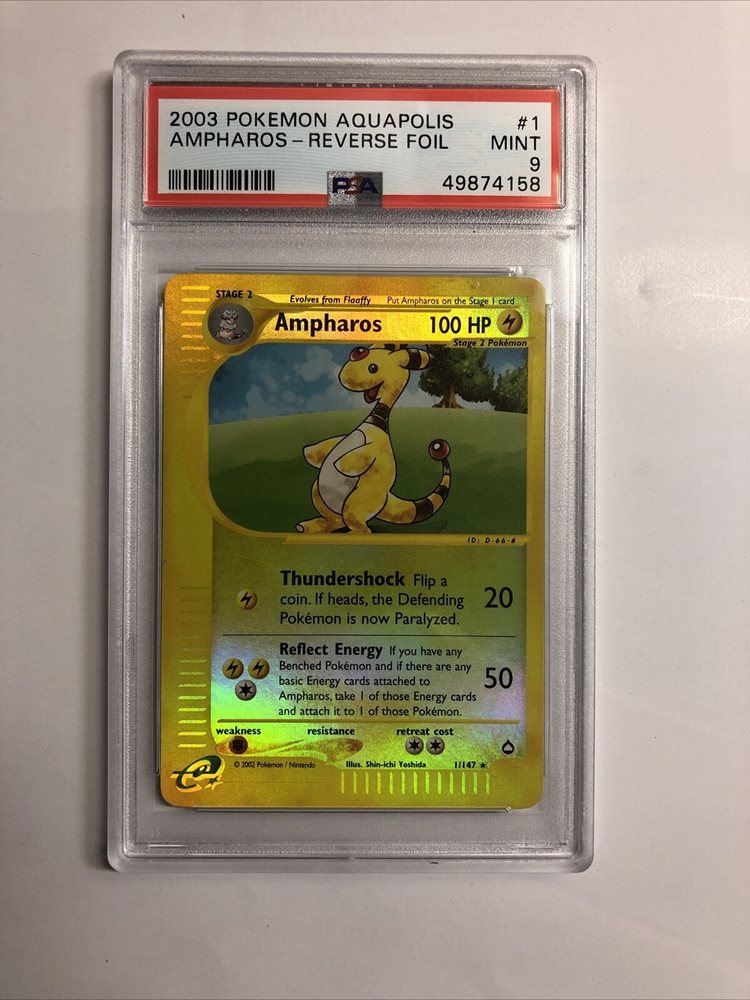 2003 POKEMON AQUAPOLIS #1
AMPHAROS - REVERSE FOIL MINT
9
PSA 49874158
STAGE 2 Evolves from Flaaffy Put Ampharos on the Stage 1 card
Ampharos 100 HP
Stage 2 Pokémon
ID: D-66-#
Thundershock Flip a
coin. If heads, the Defending 20
Pokémon is now Paralyzed.
Reflect Energy If you have any
Benched Pokémon and if there are any
basic Energy cards attached to 50
Ampharos, take 1 of those Energy cards
and attach it to 1 of those Pokémon.
weakness resistance retreat cost
e
© 2002 Pokémon / Nintendo Illus. Shin-ichi Yoshida 1/147 ★